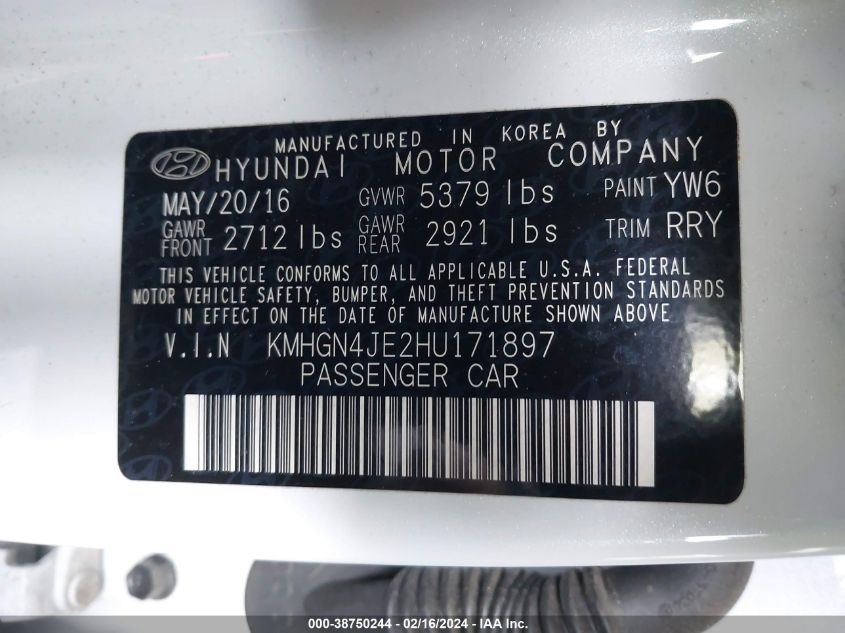 MANUFACTURED IN KOREA BY
HYUNDAI MOTOR COMPANY
MAY/20/16 GVWR 5379 lbs PAINT YW6
GAWR FRONT 2712 lbs GAWR REAR 2921 lbs TRIM RRY
THIS VEHICLE CONFORMS TO ALL APPLICABLE U.S.A. FEDERAL
MOTOR VEHICLE SAFETY, BUMPER, AND THEFT PREVENTION STANDARDS
IN EFFECT ON THE DATE OF MANUFACTURE SHOWN ABOVE
V.I.N KMHGN4JE2HU171897
PASSENGER CAR
000-38750244 - 02/16/2024 - IAA Inc.